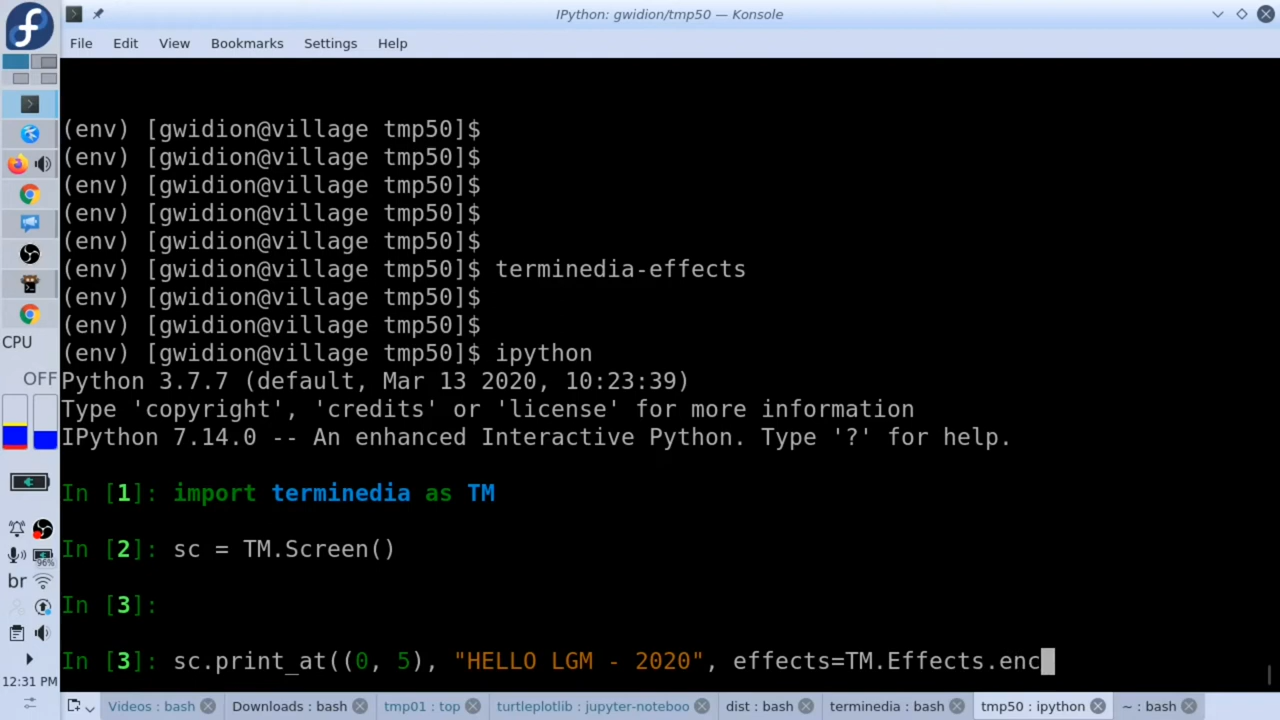 IPython: gwidion/tmp50 — Konsole
File Edit View Bookmarks Settings Help
(env) [gwidion@village tmp50]$
(env) [gwidion@village tmp50]$
(env) [gwidion@village tmp50]$
(env) [gwidion@village tmp50]$
(env) [gwidion@village tmp50]$
(env) [gwidion@village tmp50]$ terminedia-effects
(env) [gwidion@village tmp50]$
(env) [gwidion@village tmp50]$
(env) [gwidion@village tmp50]$ ipython
Python 3.7.7 (default, Mar 13 2020, 10:23:39)
Type 'copyright', 'credits' or 'license' for more information
IPython 7.14.0 -- An enhanced Interactive Python. Type '?' for help.
In [1]: import terminedia as TM
In [2]: sc = TM.Screen()
In [3]:
In [3]: sc.print_at((0, 5), "HELLO LGM - 2020", effects=TM.Effects.enc
CPU
OFF
96%
br
12:31 PM
Videos : bash Downloads : bash tmp01 : top turtleplotlib : jupyter-noteboo dist : bash terminedia : bash tmp50 : ipython ~ : bash